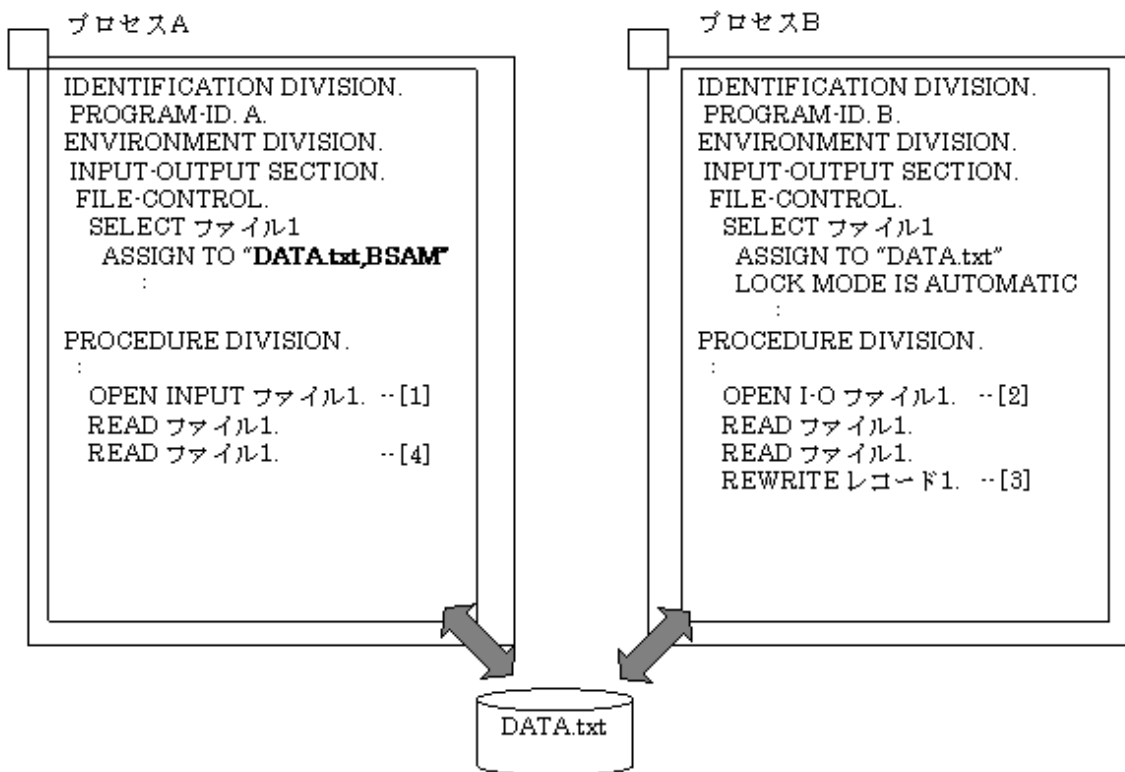 プロセスA
IDENTIFICATION DIVISION.
PROGRAM-ID. A.
ENVIRONMENT DIVISION.
INPUT-OUTPUT SECTION.
FILE-CONTROL.
SELECT ファイル1
ASSIGN TO “DATA.txt,BSAM”
:
PROCEDURE DIVISION.
:
OPEN INPUT ファイル1. ··[1]
READ ファイル1.
READ ファイル1. ··[4]
プロセスB
IDENTIFICATION DIVISION.
PROGRAM-ID. B.
ENVIRONMENT DIVISION.
INPUT-OUTPUT SECTION.
FILE-CONTROL.
SELECT ファイル1
ASSIGN TO “DATA.txt”
LOCK MODE IS AUTOMATIC
:
PROCEDURE DIVISION.
:
OPEN I-O ファイル1. ··[2]
READ ファイル1.
READ ファイル1.
REWRITE レコード1. ··[3]
DATA.txt